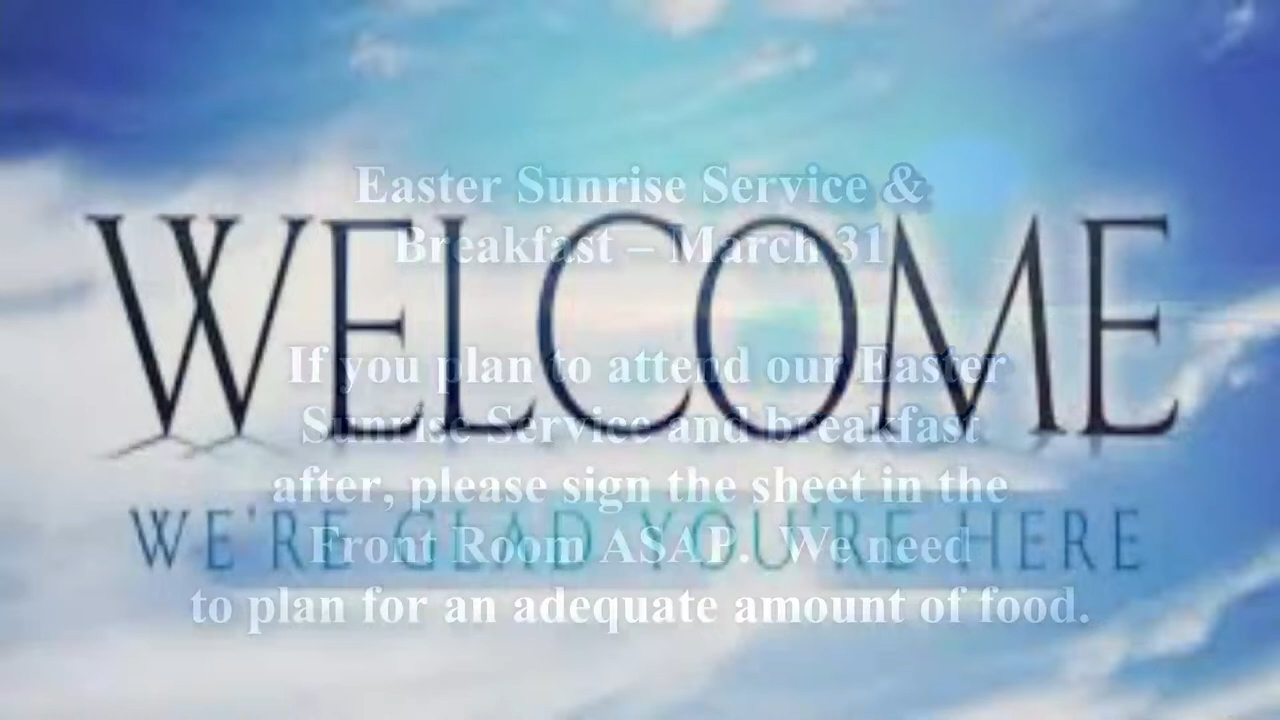 Easter Sunrise Service &
Breakfast – March 31
WELCOME
If you plan to attend our Easter
Sunrise Service and breakfast
after, please sign the sheet in the
WE'RE GLAD YOU'RE HERE
Front Room ASAP. We need
to plan for an adequate amount of food.